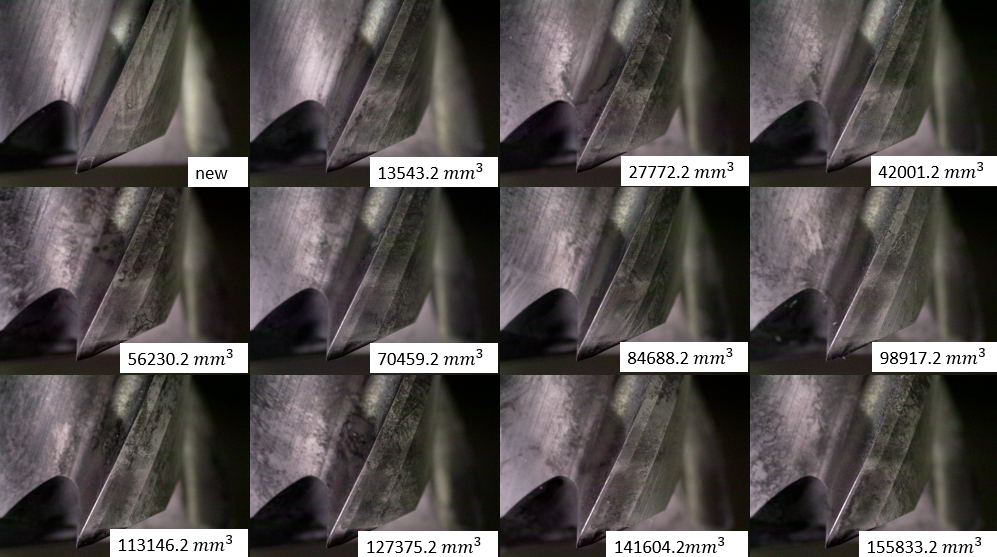 new
13543.2 mm³
27772.2 mm³
42001.2 mm³
56230.2 mm³
70459.2 mm³
84688.2 mm³
98917.2 mm³
113146.2 mm³
127375.2 mm³
141604.2mm³
155833.2 mm³